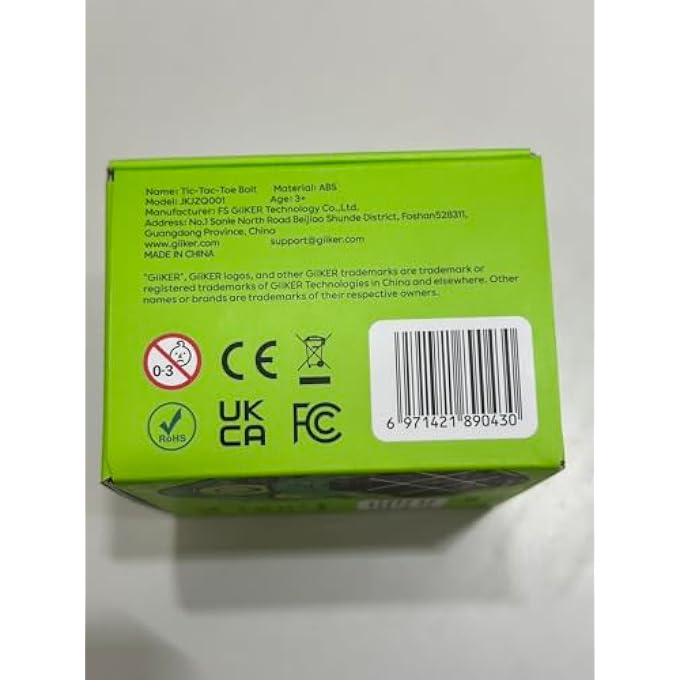 Name: Tic-Tac-Toe Bolt Material: ABS
Model: JKJZQ001 Age: 3+
Manufacturer: FS GiiKER Technology Co.,Ltd.
Address: No.1 Sanle North Road Beijiao Shunde District, Foshan528311,
Guangdong Province, China
www.giiker.com support@giiker.com
MADE IN CHINA
"GiiKER", GiiKER logos, and other GiiKER trademarks are trademark or
registered trademarks of GiiKER Technologies in China and elsewhere. Other
names or brands are trademarks of their respective owners.
0-3
CE
RoHS
UK
CA
FC
6 971421 890430